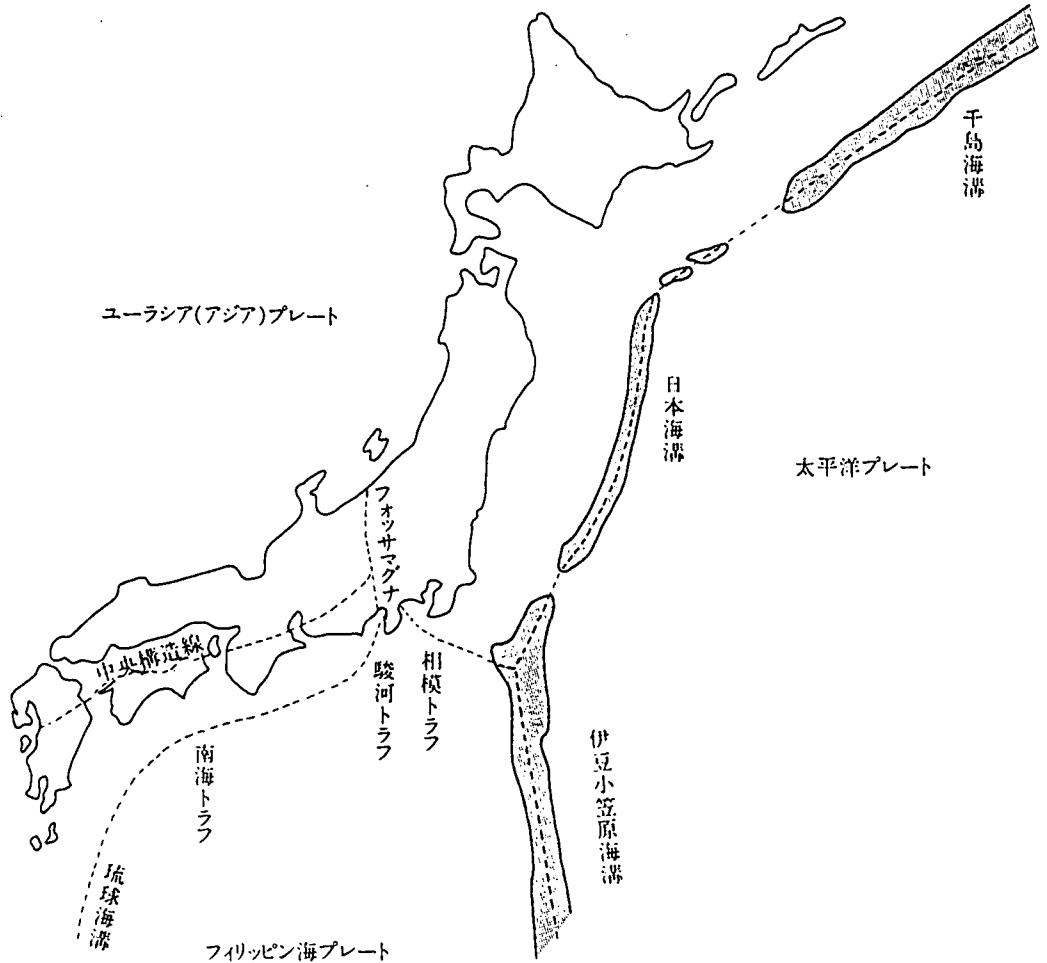 千島海溝
ユーラシア(アジア)プレート
日本海溝
太平洋プレート
フォッサマグナ
中央構造線
相模トラフ
駿河トラフ
南海トラフ
伊豆小笠原海溝
琉球海溝
フィリッピン海プレート